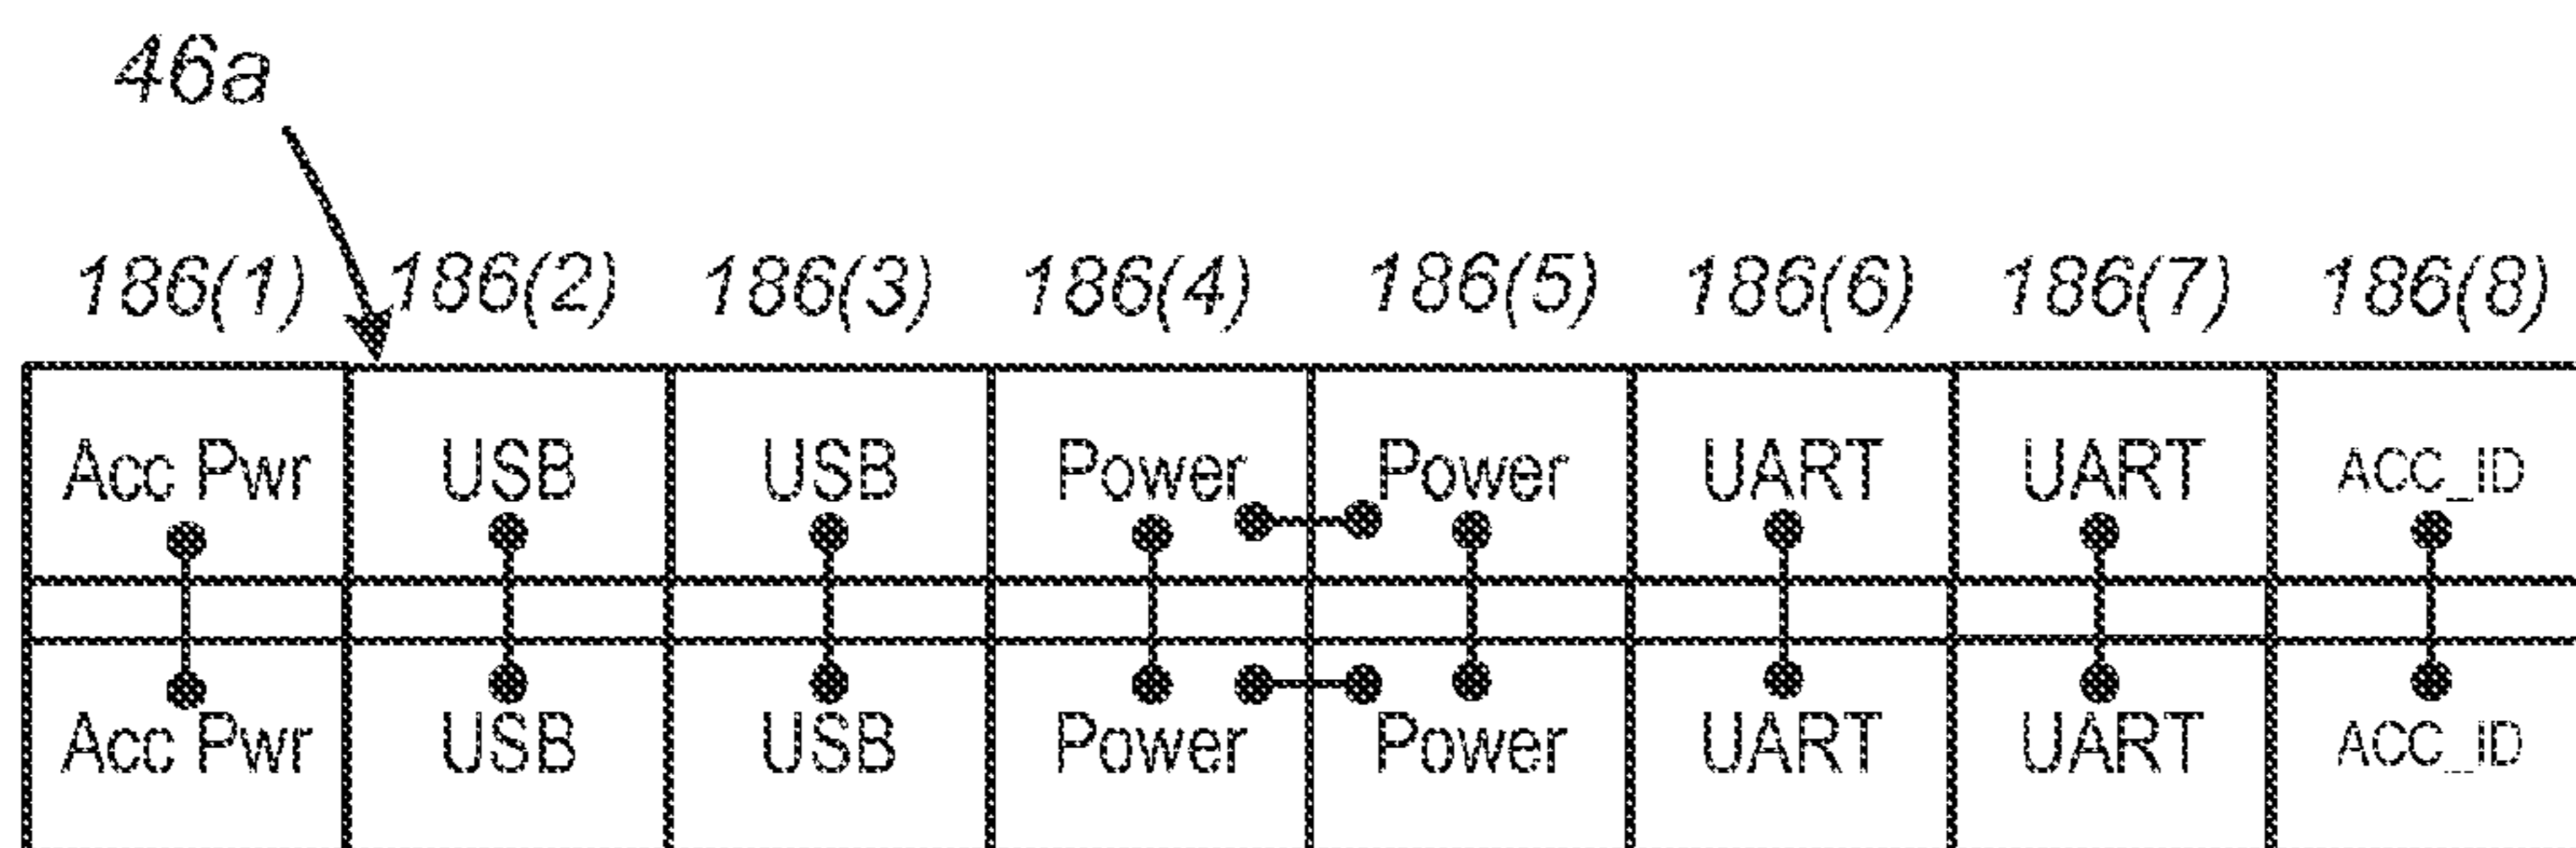 46a
186(1) 186(2) 186(3) 186(4) 186(5) 186(6) 186(7) 186(8)
Acc Pwr USB USB Power Power UART UART ACC_ID
Acc Pwr USB USB Power Power UART UART ACC_ID